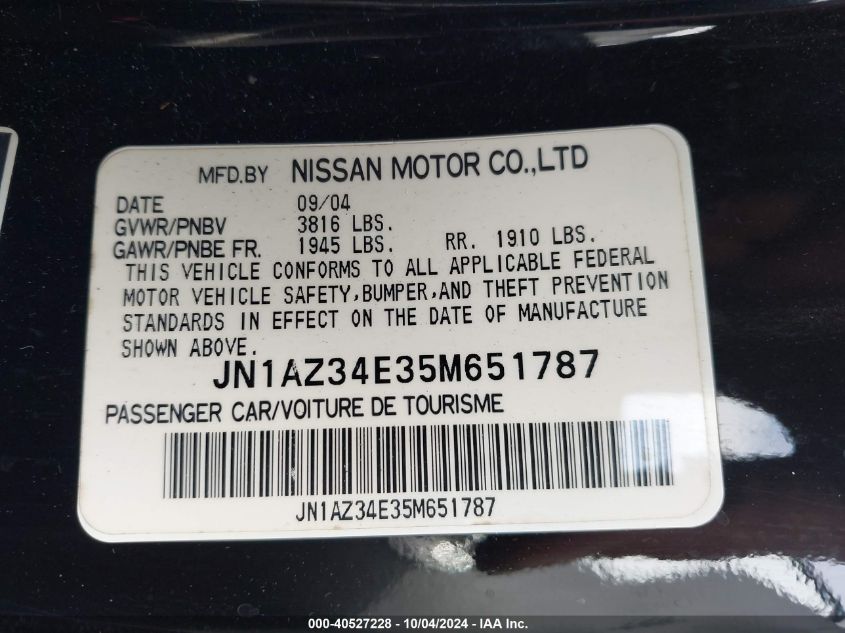 MFD.BY NISSAN MOTOR CO.,LTD
DATE 09/04
GVWR/PNBV 3816 LBS.
GAWR/PNBE FR. 1945 LBS. RR. 1910 LBS.
THIS VEHICLE CONFORMS TO ALL APPLICABLE FEDERAL
MOTOR VEHICLE SAFETY,BUMPER,AND THEFT PREVENTION
STANDARDS IN EFFECT ON THE DATE OF MANUFACTURE
SHOWN ABOVE.
JN1AZ34E35M651787
PASSENGER CAR/VOITURE DE TOURISME
JN1AZ34E35M651787
000-40527228 - 10/04/2024 - IAA Inc.